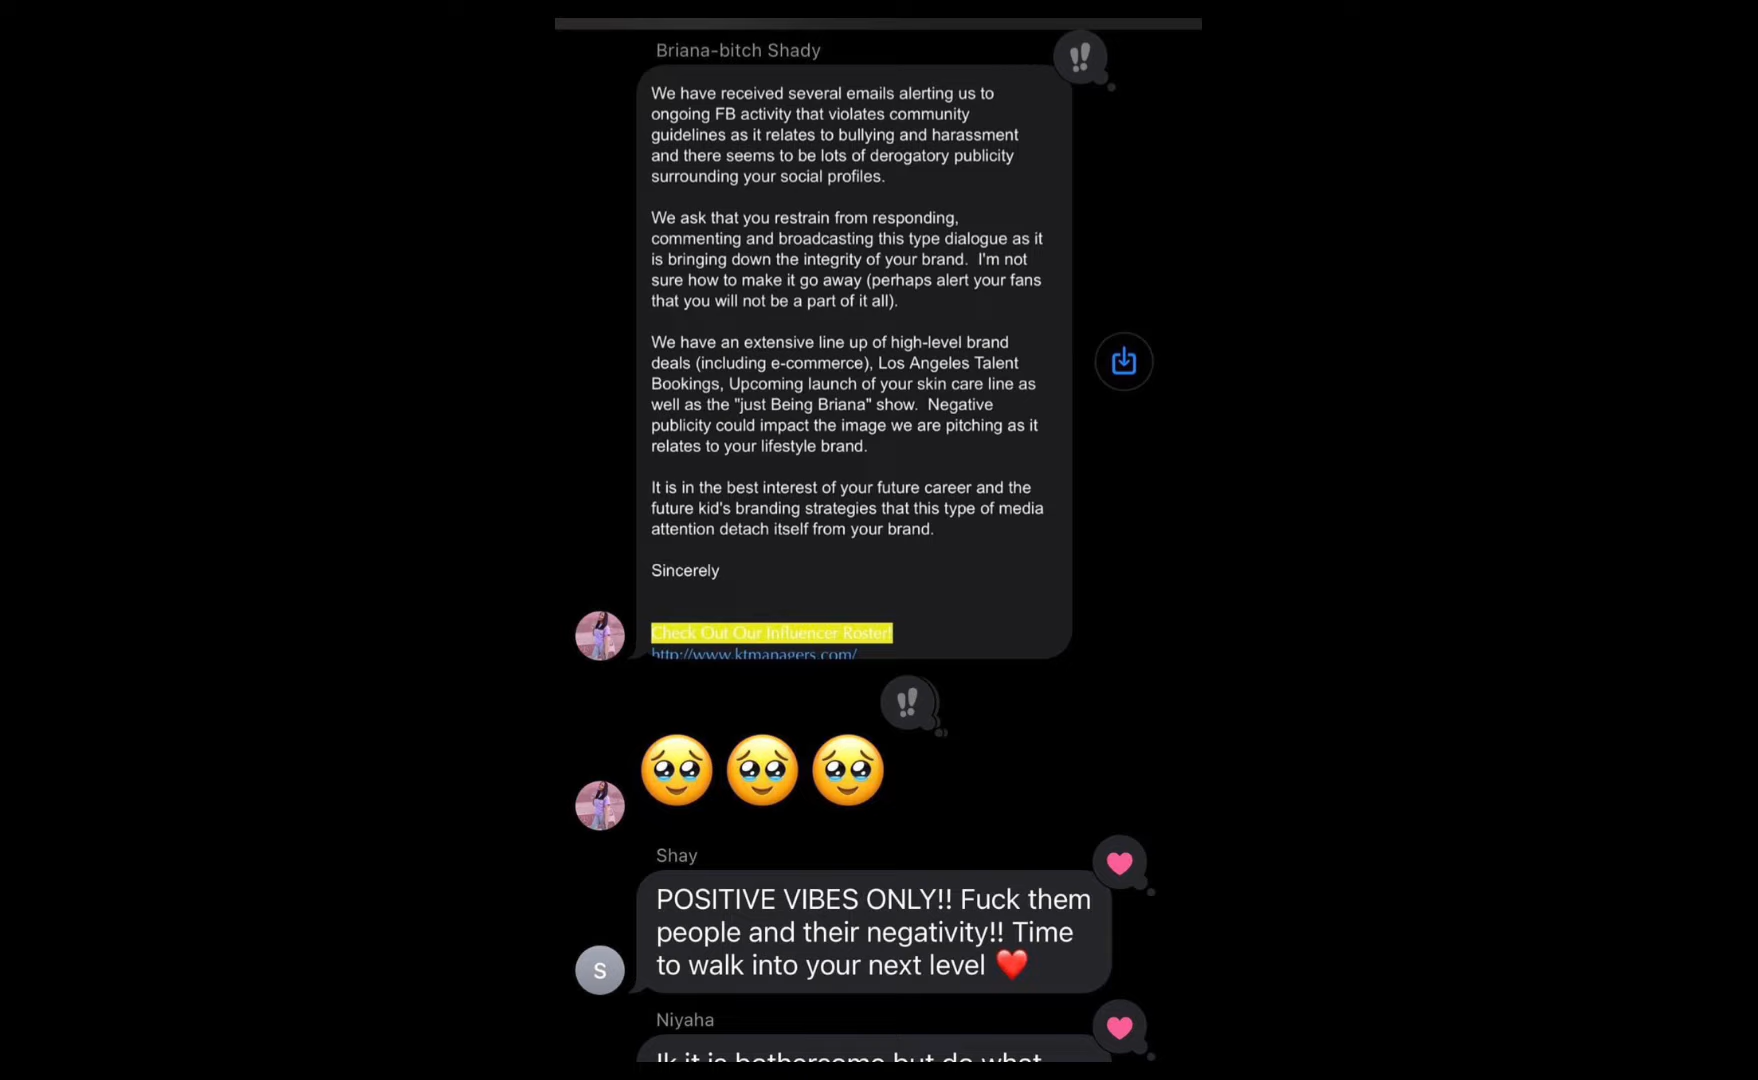 Briana-bitch Shady
We have received several emails alerting us to
ongoing FB activity that violates community
guidelines as it relates to bullying and harassment
and there seems to be lots of derogatory publicity
surrounding your social profiles.
We ask that you restrain from responding,
commenting and broadcasting this type dialogue as it
is bringing down the integrity of your brand.  I'm not
sure how to make it go away (perhaps alert your fans
that you will not be a part of it all).
We have an extensive line up of high-level brand
deals (including e-commerce), Los Angeles Talent
Bookings, Upcoming launch of your skin care line as
well as the "just Being Briana" show.  Negative
publicity could impact the image we are pitching as it
relates to your lifestyle brand.
It is in the best interest of your future career and the
future kid's branding strategies that this type of media
attention detach itself from your brand.
Sincerely
Check Out Our Influencer Roster!
http://www.ktmanagers.com/
Shay
POSITIVE VIBES ONLY!! Fuck them
people and their negativity!! Time
to walk into your next level ❤️
S
Niyaha
Ik it is bothersome but do what